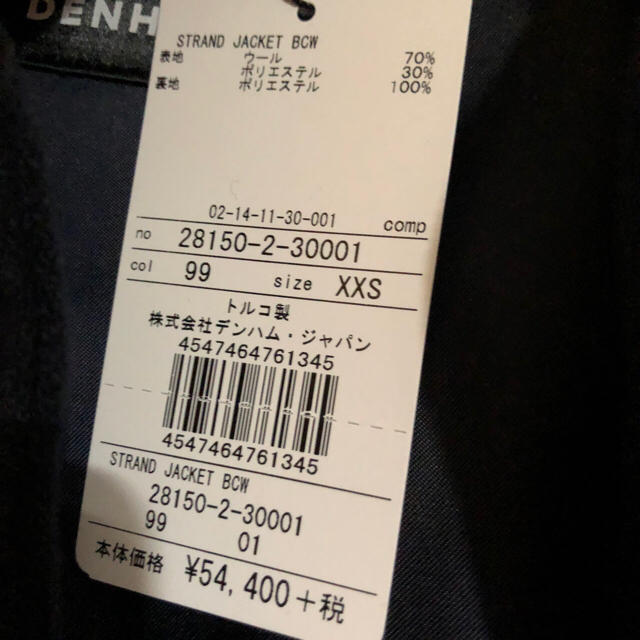 DENH
STRAND JACKET BCW
表地 ウール 70%
ポリエステル 30%
裏地 ポリエステル 100%
02-14-11-30-001 comp
no 28150-2-30001
col 99 size XXS
トルコ製
株式会社デンハム・ジャパン
4547464761345
4547464761345
STRAND JACKET BCW
28150-2-30001
99 01
本体価格 ¥54,400+税